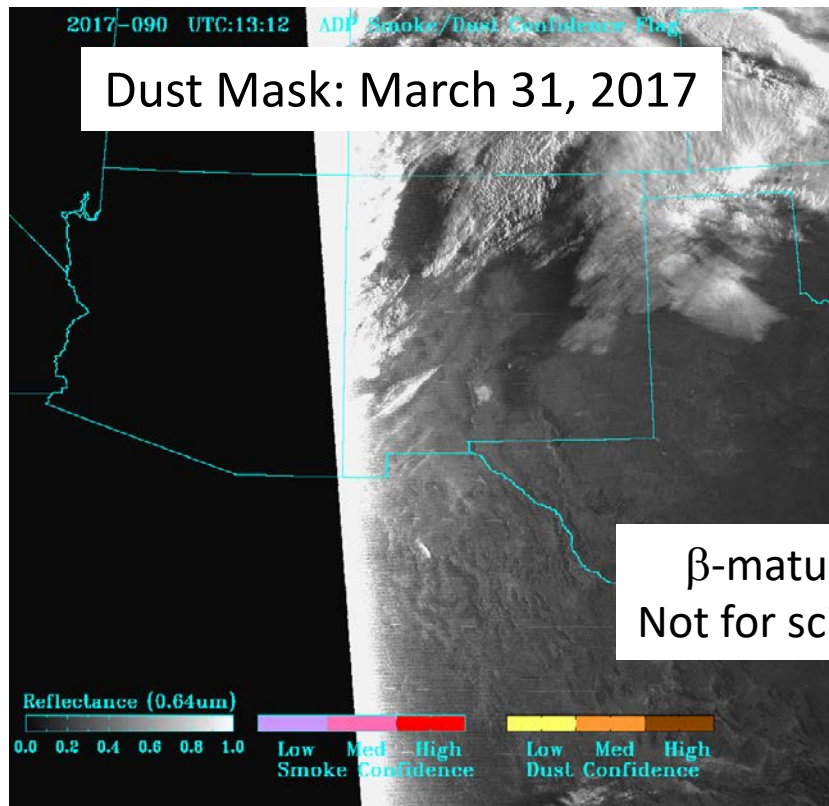 2017-090 UTC:13:12 ADP Smoke/Dust Confidence Flag
Dust Mask: March 31, 2017
β-matu
Not for sc
Reflectance (0.64um)
0.0 0.2 0.4 0.6 0.8 1.0
Low Med High
Smoke Confidence
Low Med High
Dust Confidence